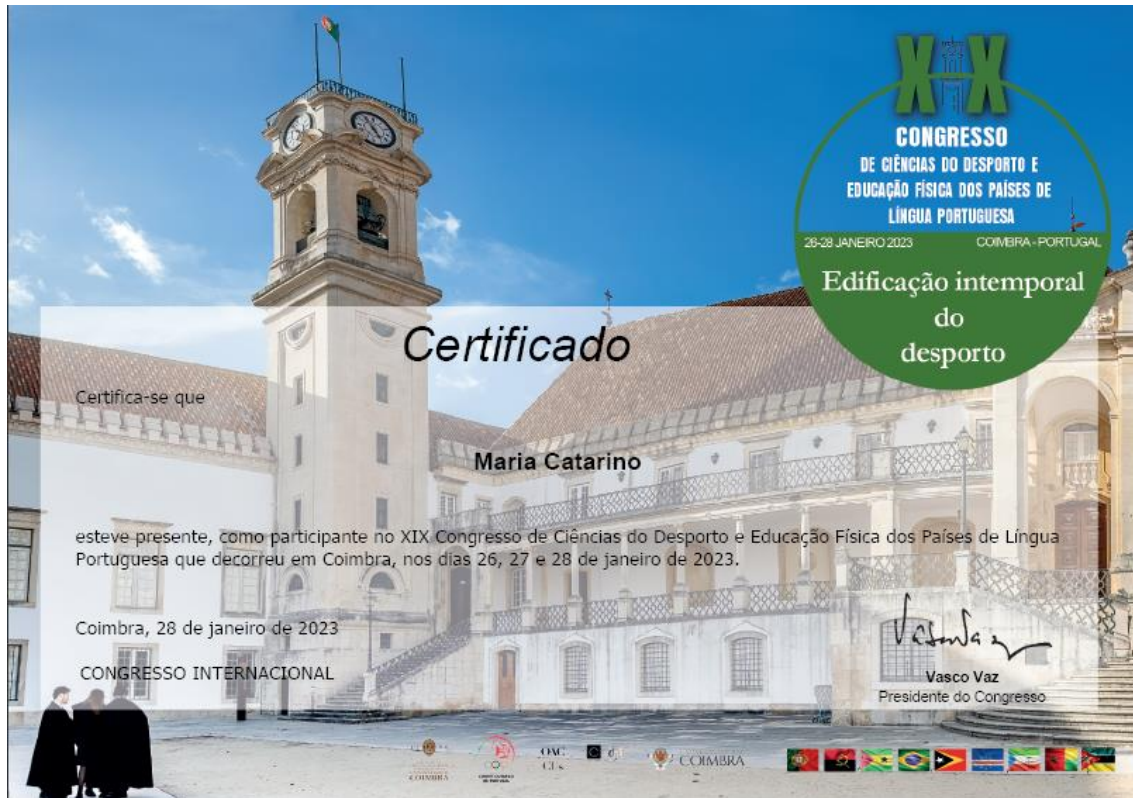 XIX
CONGRESSO
DE CIÊNCIAS DO DESPORTO E
EDUCAÇÃO FÍSICA DOS PAÍSES DE
LÍNGUA PORTUGUESA
26-28 JANEIRO 2023 COIMBRA - PORTUGAL
Edificação intemporal
do
desporto
Certificado
Certifica-se que
Maria Catarino
esteve presente, como participante no XIX Congresso de Ciências do Desporto e Educação Física dos Países de Língua
Portuguesa que decorreu em Coimbra, nos dias 26, 27 e 28 de janeiro de 2023.
Coimbra, 28 de janeiro de 2023
CONGRESSO INTERNACIONAL
Vasco Vaz
Presidente do Congresso
COIMBRA
COIMBRA